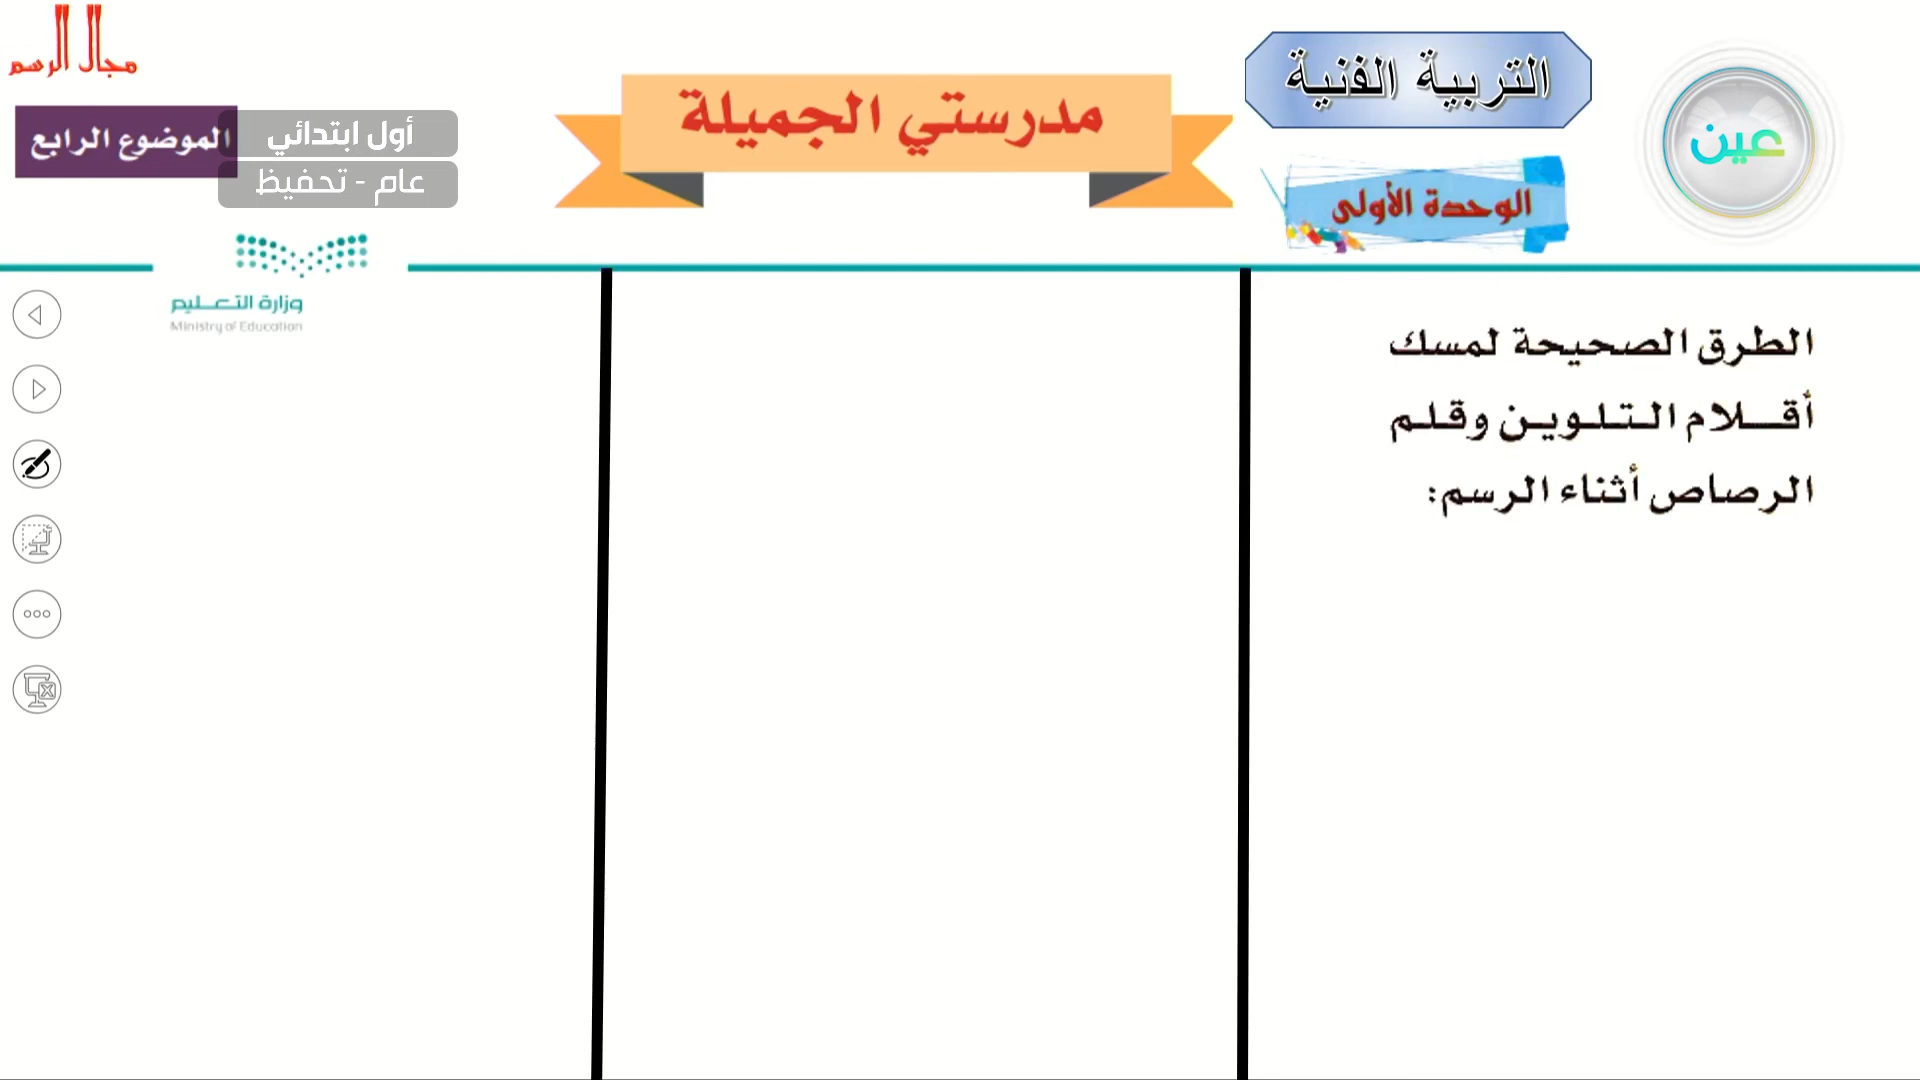 مجال الرسم
التربية الفنية
مدرستي الجميلة
عين
أول ابتدائي
الموضوع الرابع
عام - تحفيظ
الوحدة الأولى
وزارة التعليم
Ministry of Education
الطرق الصحيحة لمسك
أقلام التلوين وقلم
الرصاص أثناء الرسم: